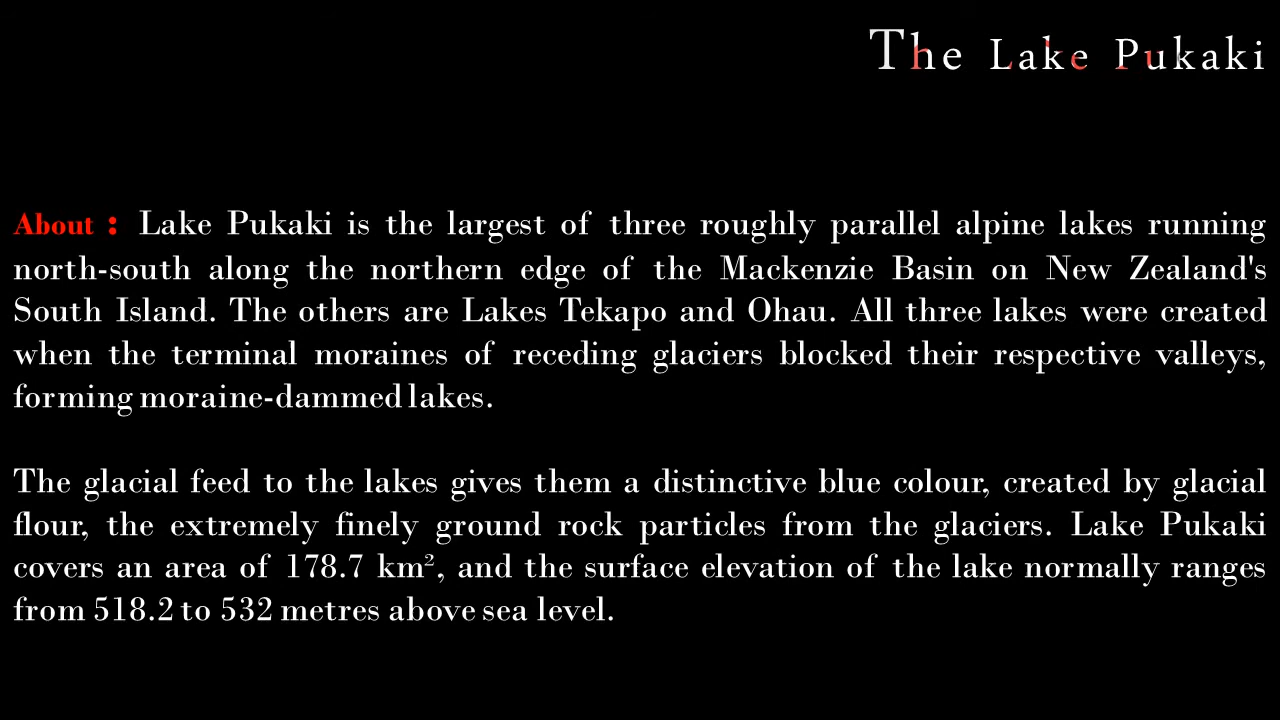 The Lake Pukaki
About : Lake Pukaki is the largest of three roughly parallel alpine lakes running
north-south along the northern edge of the Mackenzie Basin on New Zealand's
South Island. The others are Lakes Tekapo and Ohau. All three lakes were created
when the terminal moraines of receding glaciers blocked their respective valleys,
forming moraine-dammed lakes.
The glacial feed to the lakes gives them a distinctive blue colour, created by glacial
flour, the extremely finely ground rock particles from the glaciers. Lake Pukaki
covers an area of 178.7 km², and the surface elevation of the lake normally ranges
from 518.2 to 532 metres above sea level.